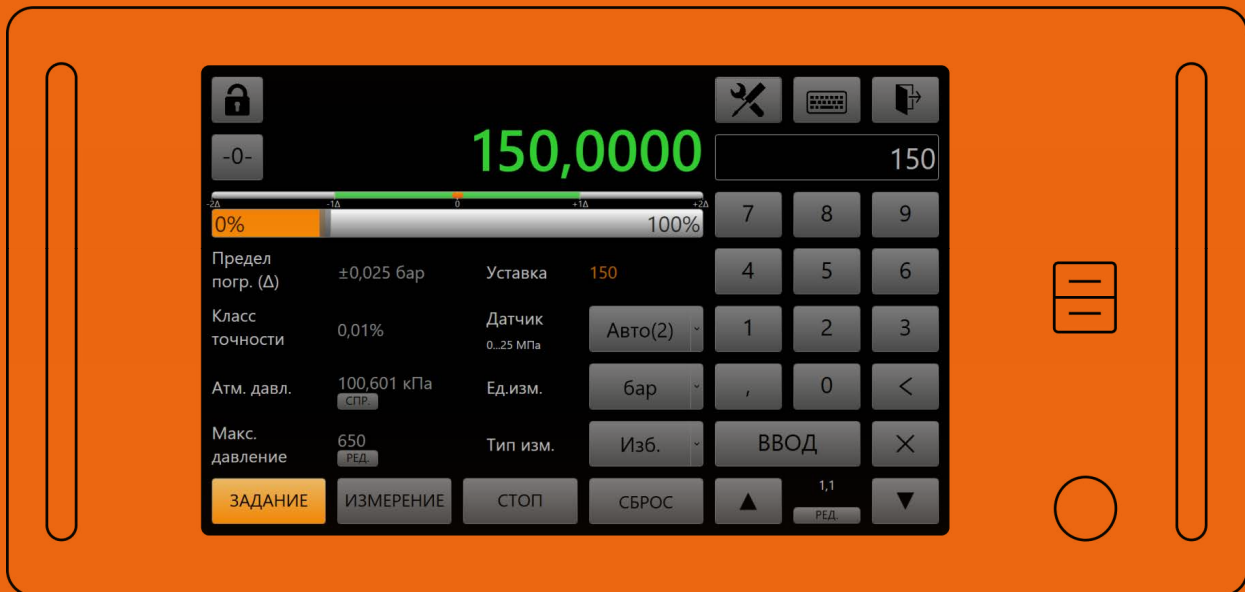 -0-
150,0000
150
-2Δ -1Δ 0 +1Δ +2Δ
0% 100%
Предел
погр. (Δ)
±0,025 бар
Уставка
150
Класс
точности
0,01%
Датчик
0...25 МПа
Авто(2)
Атм. давл.
100,601 кПа
СПР.
Ед.изм.
бар
Макс.
давление
650
РЕД.
Тип изм.
Изб.
ЗАДАНИЕ
ИЗМЕРЕНИЕ
СТОП
СБРОС
7 8 9
4 5 6
1 2 3
, 0 <
ВВОД
×
▲
1,1
РЕД.
▼